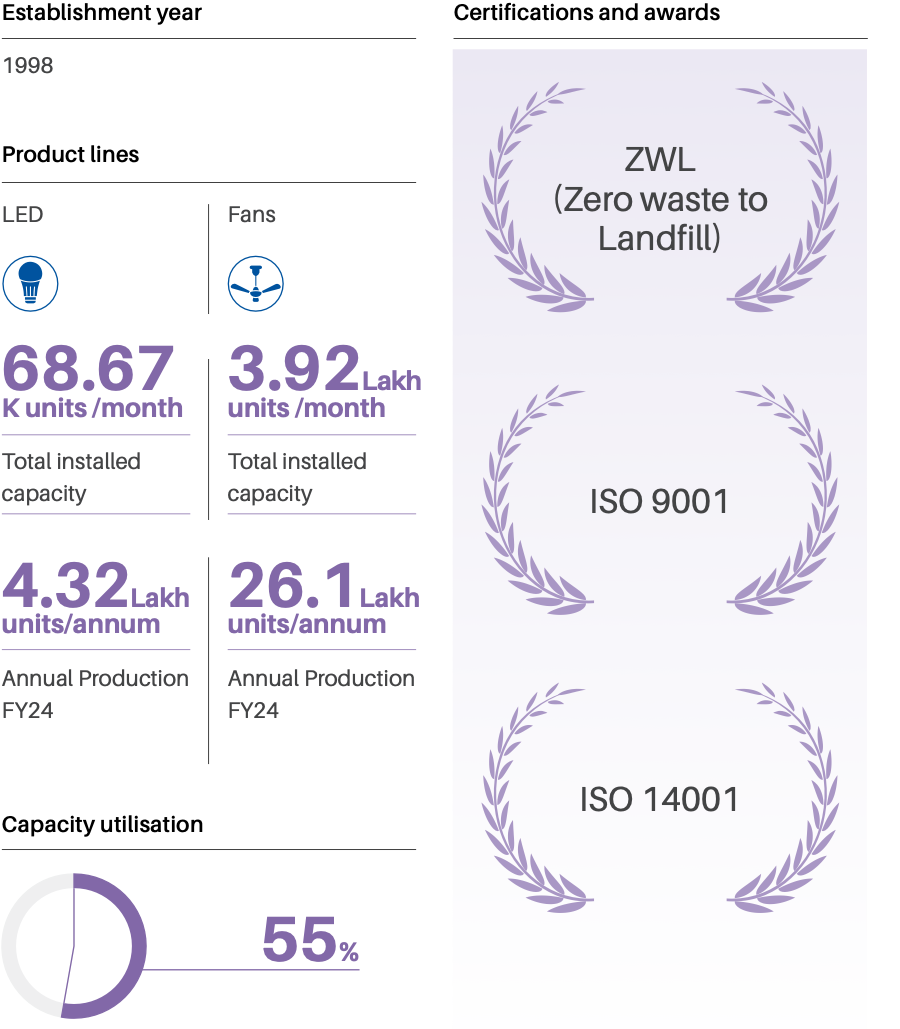 Establishment year
1998
Product lines
LED
Fans
68.67
K units /month
3.92 Lakh
units /month
Total installed
capacity
Total installed
capacity
4.32 Lakh
units/annum
26.1 Lakh
units/annum
Annual Production
FY24
Annual Production
FY24
Capacity utilisation
55%
Certifications and awards
ZWL
(Zero waste to
Landfill)
ISO 9001
ISO 14001